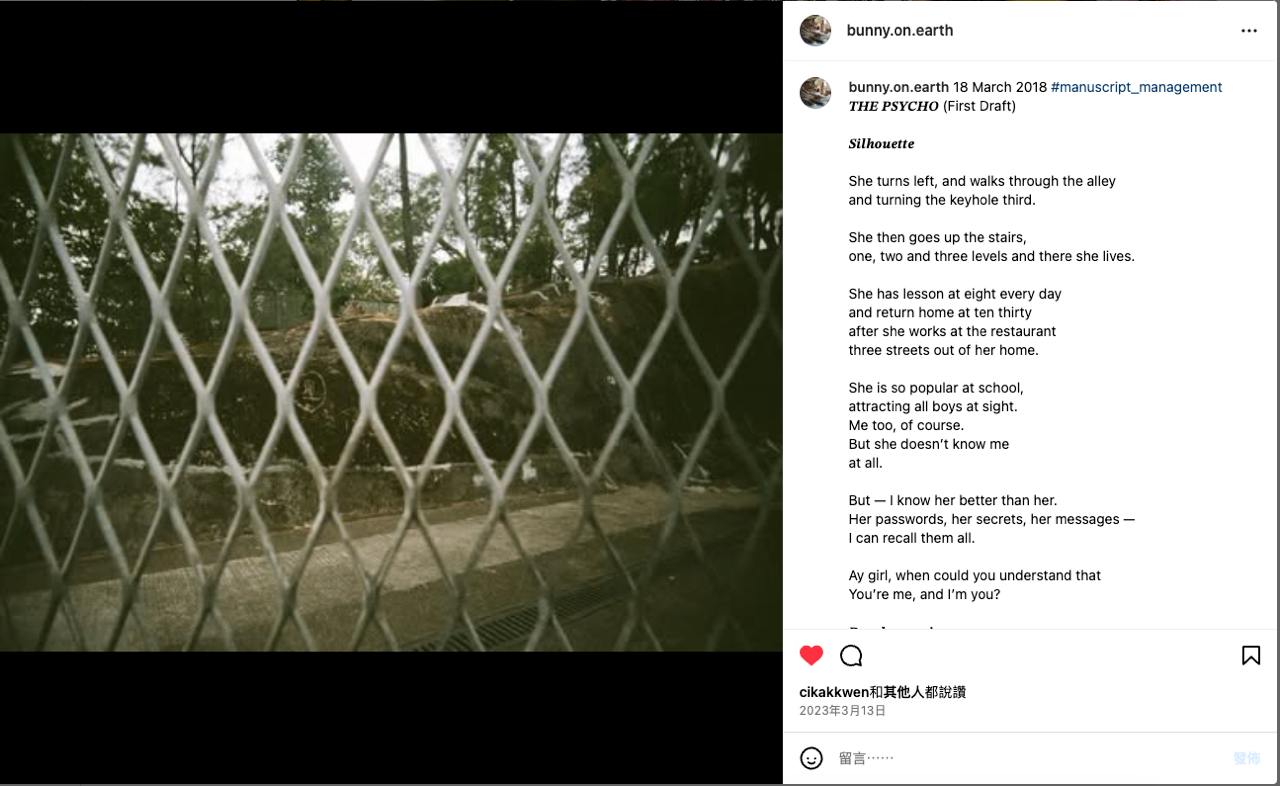 bunny.on.earth
bunny.on.earth 18 March 2018 #manuscript_management
THE PSYCHO (First Draft)
Silhouette
She turns left, and walks through the alley
and turning the keyhole third.
She then goes up the stairs,
one, two and three levels and there she lives.
She has lesson at eight every day
and return home at ten thirty
after she works at the restaurant
three streets out of her home.
She is so popular at school,
attracting all boys at sight.
Me too, of course.
But she doesn’t know me
at all.
But — I know her better than her.
Her passwords, her secrets, her messages —
I can recall them all.
Ay girl, when could you understand that
You’re me, and I’m you?
cikakkwen和其他人都說讚
2023年3月13日
留言⋯⋯
發佈